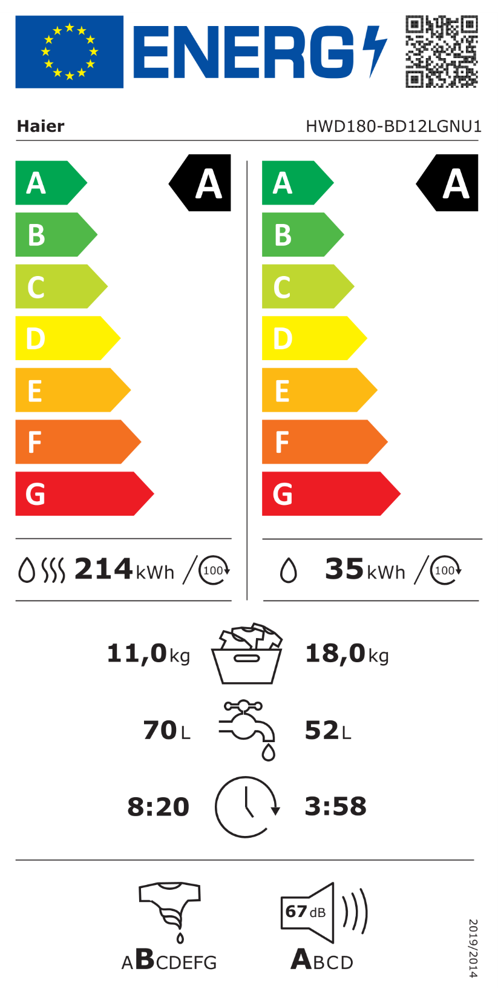 ENERG
Haier HWD180-BD12LGNU1
A A A A
B B
C C
D D
E E
F F
G G
214 kWh / 100 35 kWh / 100
11,0 kg 18,0 kg
70 L 52 L
8:20 3:58
67 dB
ABCDEFG ABCD
2019/2014